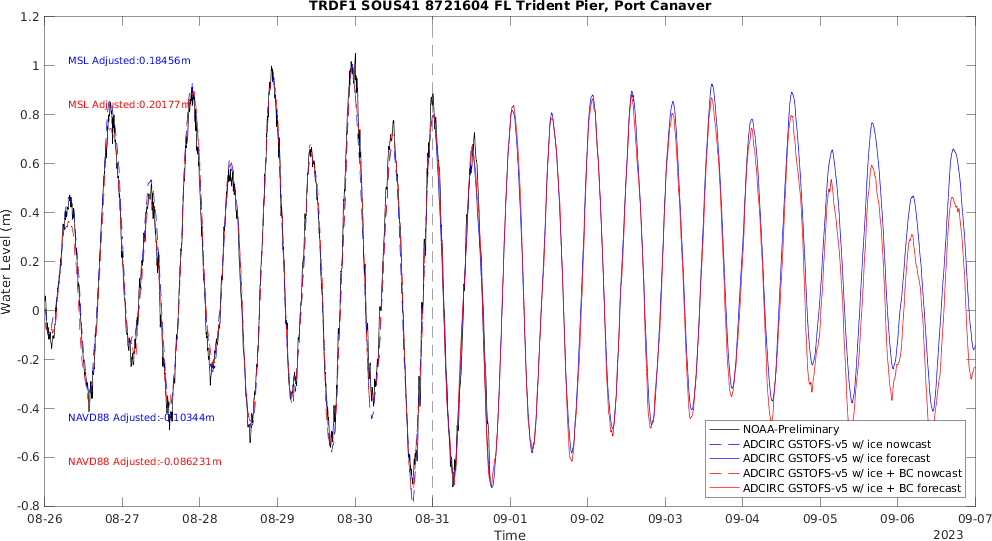 TRDF1 SOUS41 8721604 FL Trident Pier, Port Canaver
1.2
1
0.8
0.6
0.4
0.2
0
-0.2
-0.4
-0.6
-0.8
Water Level (m)
MSL Adjusted:0.18456m
MSL Adjusted:0.20177m
NAVD88 Adjusted:-0.10344m
NAVD88 Adjusted:-0.086231m
NOAA-Preliminary
ADCIRC GSTOFS-v5 w/ ice nowcast
ADCIRC GSTOFS-v5 w/ ice forecast
ADCIRC GSTOFS-v5 w/ ice + BC nowcast
ADCIRC GSTOFS-v5 w/ ice + BC forecast
08-26 08-27 08-28 08-29 08-30 08-31 09-01 09-02 09-03 09-04 09-05 09-06 09-07
Time
2023